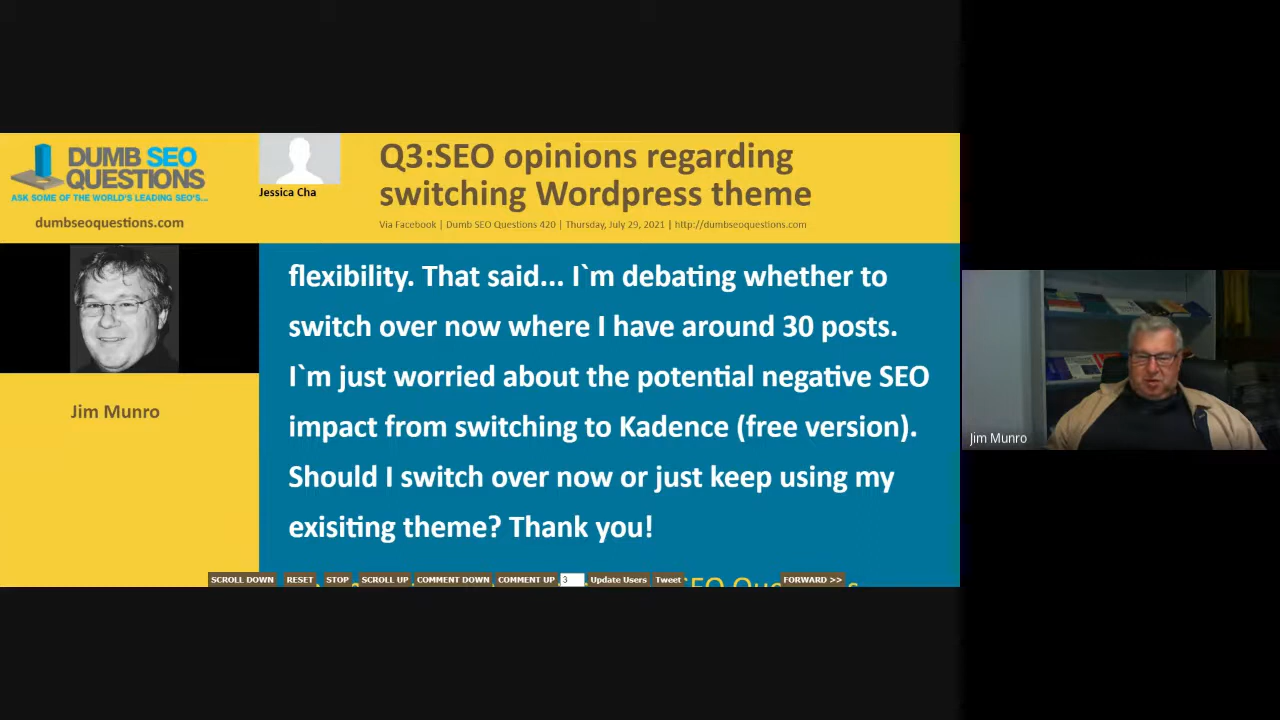 DUMB SEO
QUESTIONS
ASK SOME OF THE WORLD'S LEADING SEO'S...
dumbseoquestions.com
Jessica Cha
Q3:SEO opinions regarding
switching Wordpress theme
Via Facebook | Dumb SEO Questions 420 | Thursday, July 29, 2021 | http://dumbseoquestions.com
Jim Munro
flexibility. That said... I`m debating whether to
switch over now where I have around 30 posts.
I`m just worried about the potential negative SEO
impact from switching to Kadence (free version).
Should I switch over now or just keep using my
exisiting theme? Thank you!
SCROLL DOWN RESET STOP SCROLL UP COMMENT DOWN COMMENT UP 3 Update Users Tweet FORWARD >>
Jim Munro